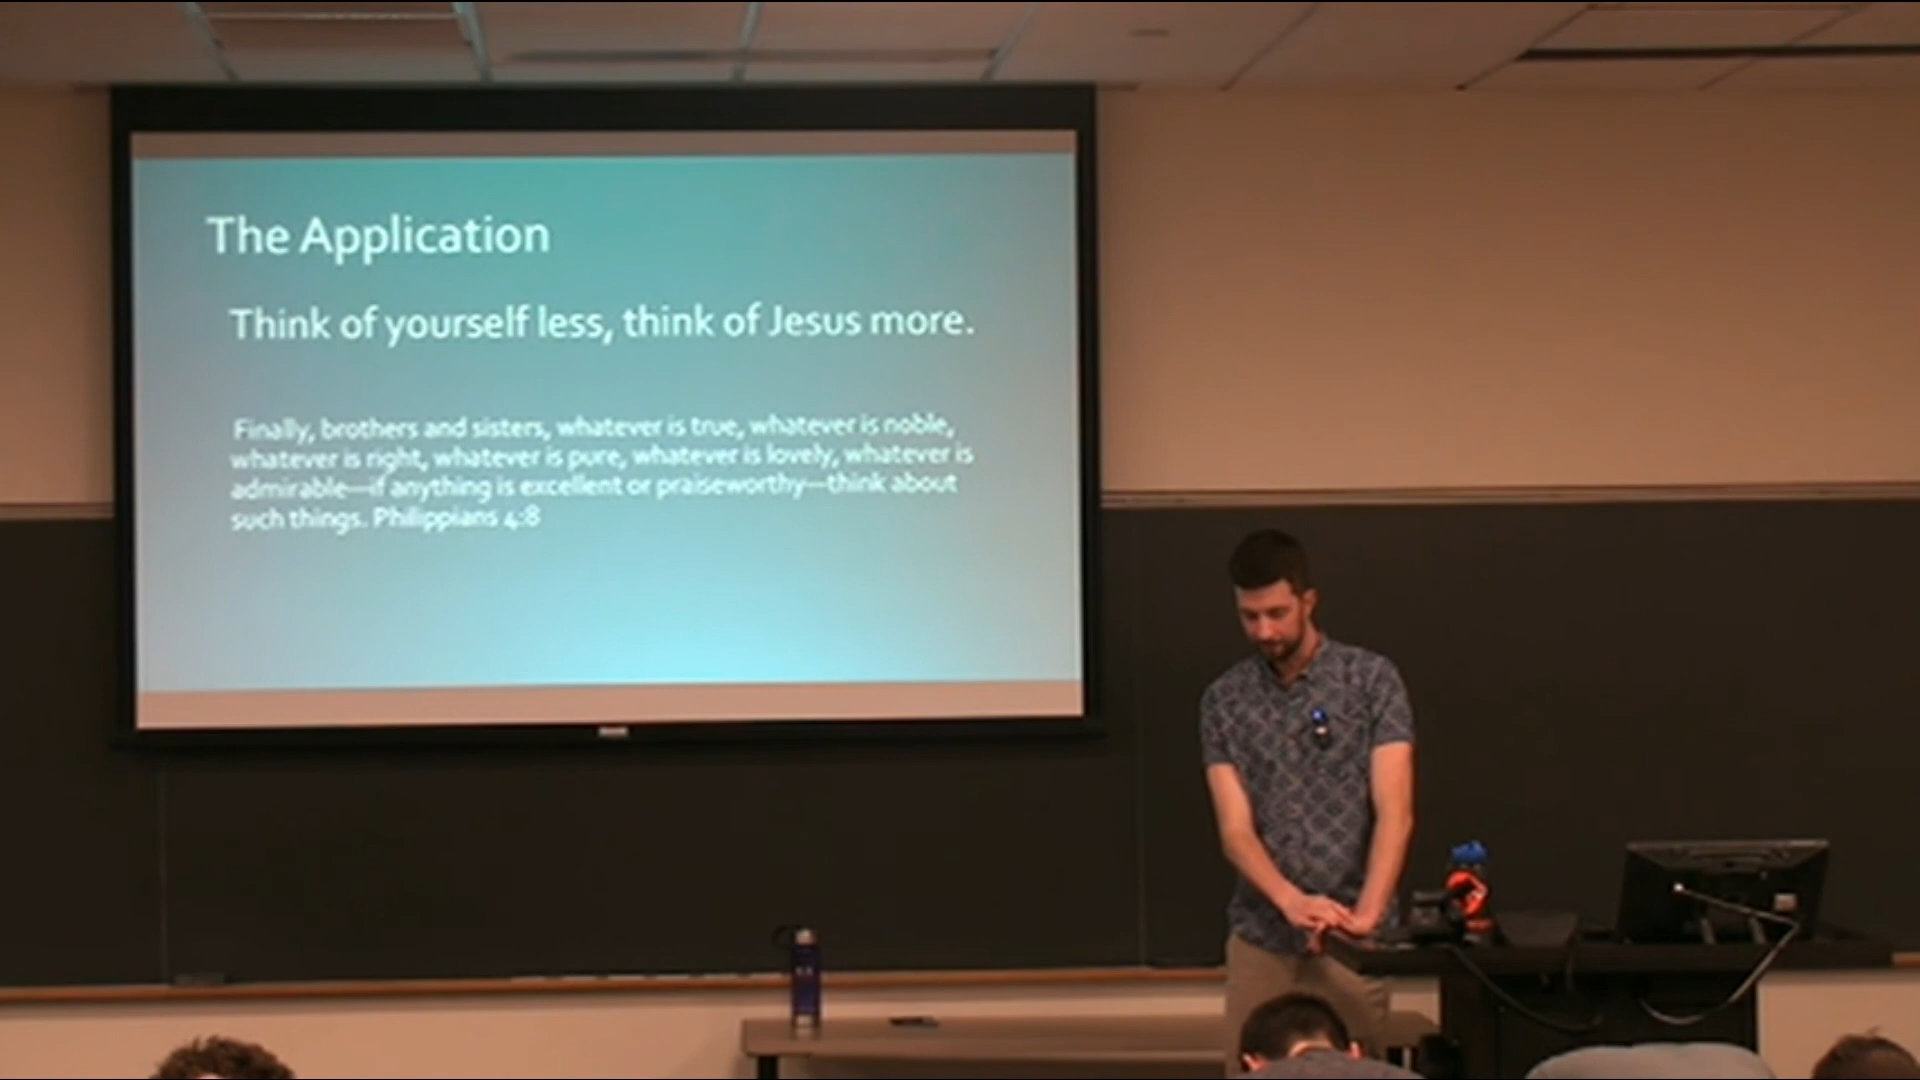 The Application
Think of yourself less, think of Jesus more.
Finally, brothers and sisters, whatever is true, whatever is noble,
whatever is right, whatever is pure, whatever is lovely, whatever is
admirable—if anything is excellent or praiseworthy—think about
such things. Philippians 4:8